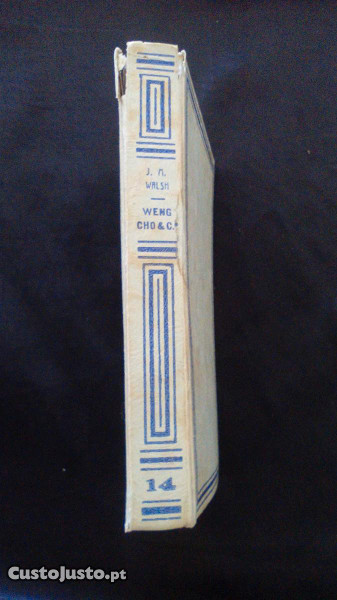 J. M.
WALSH
WENG
CHO & C.ª
14
CustoJusto.pt